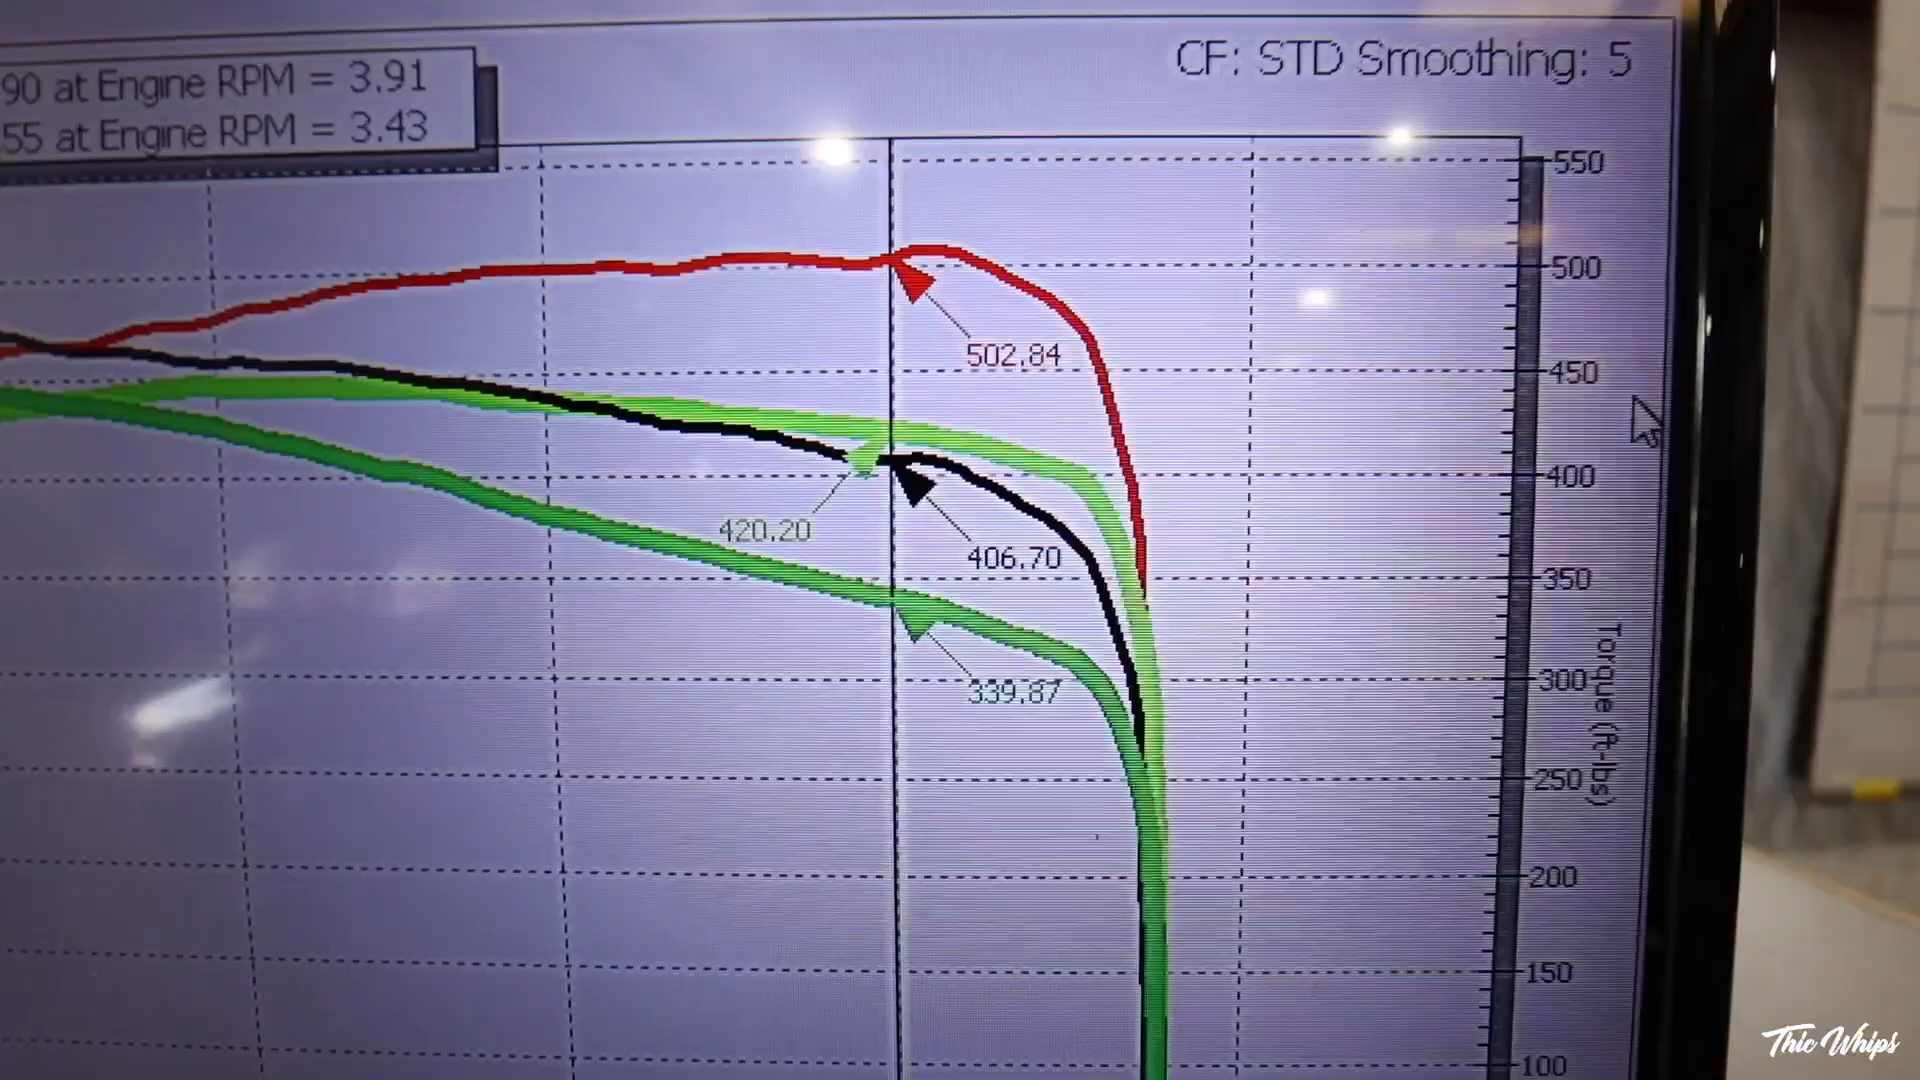 CF: STD Smoothing: 5
90 at Engine RPM = 3.91
55 at Engine RPM = 3.43
550
500
502.84
450
400
420.20
406.70
350
339.87
300
Torque (ft-lbs)
250
200
150
100
Thic Whips